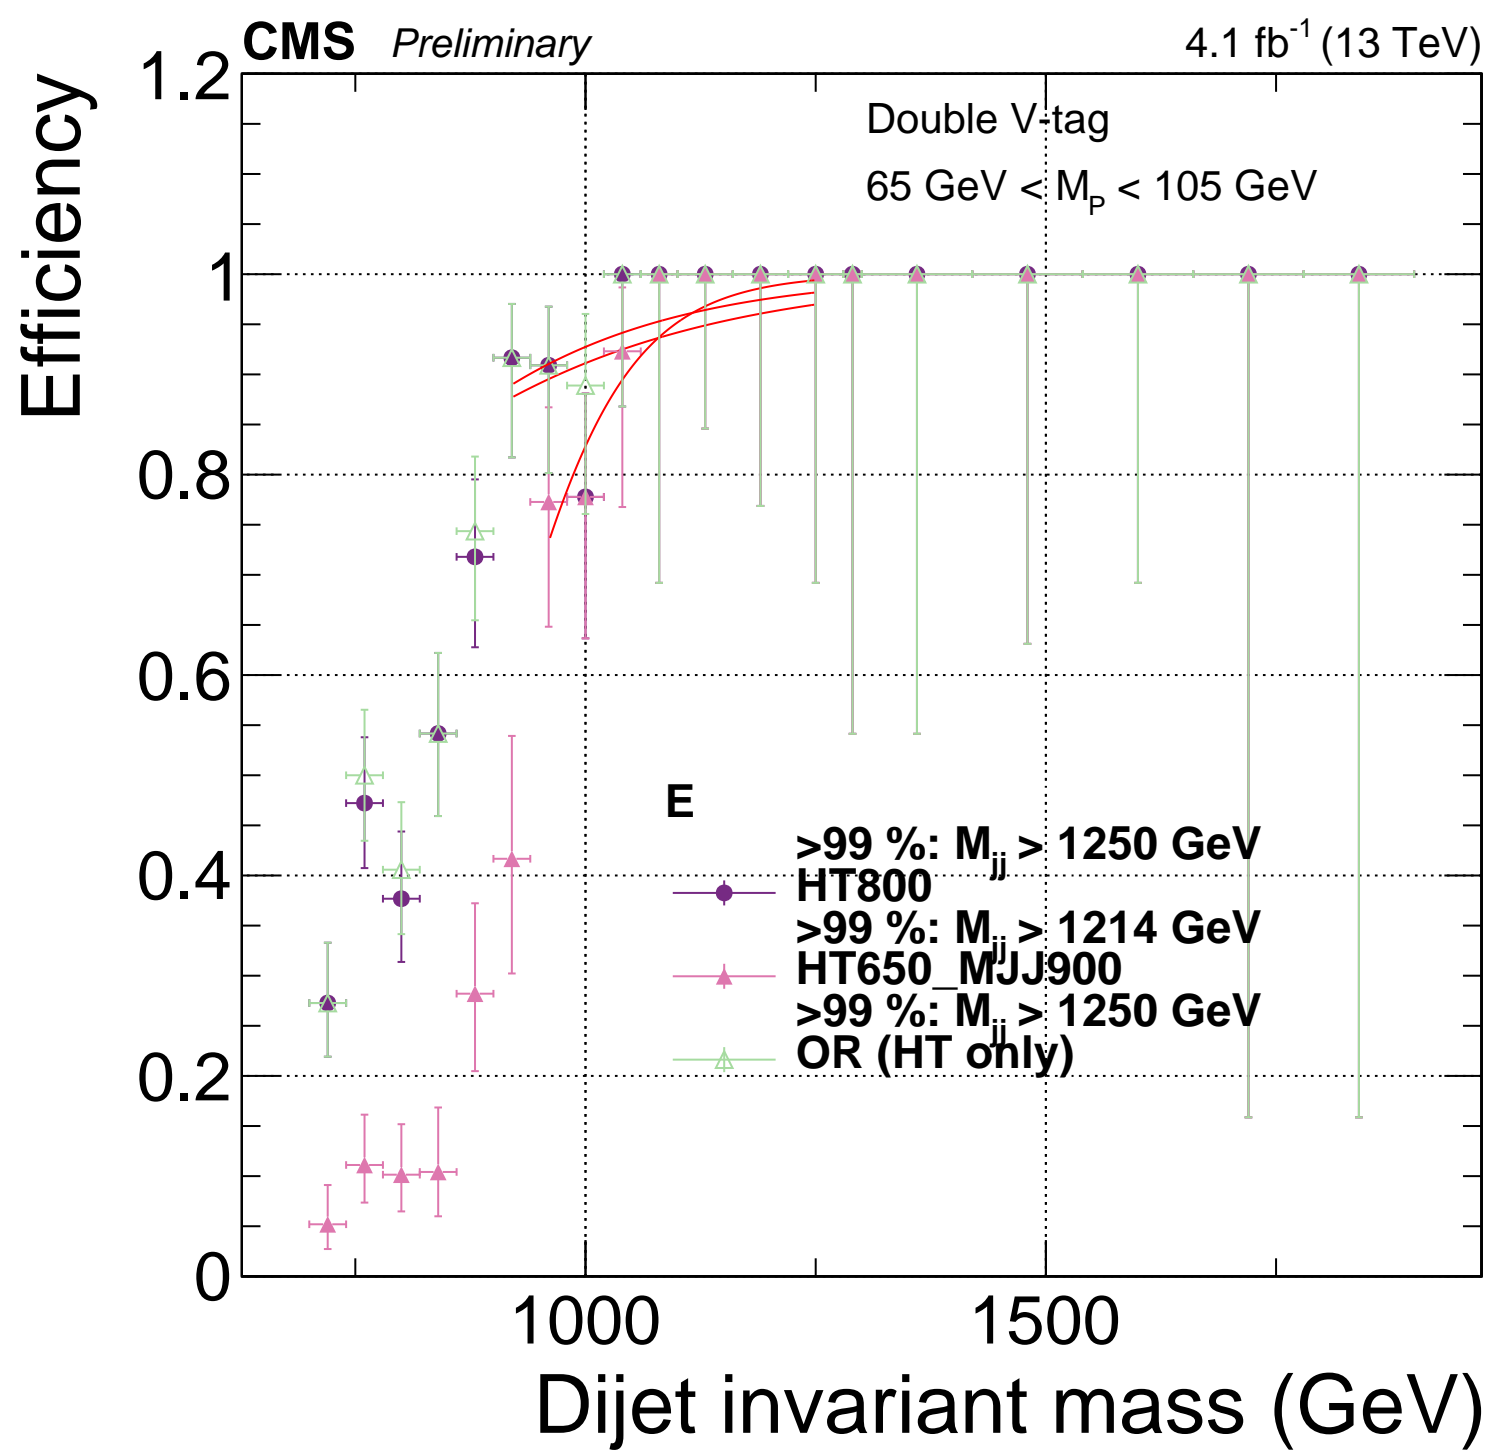 CMS Preliminary 4.1 fb-1 (13 TeV)
Efficiency
1.2
1
0.8
0.6
0.4
0.2
0
Double V-tag
65 GeV < MP < 105 GeV
E
>99 %: Mjj > 1250 GeV
HT800
>99 %: Mjj > 1214 GeV
HT650_MJJ900
>99 %: Mjj > 1250 GeV
OR (HT only)
1000 1500
Dijet invariant mass (GeV)